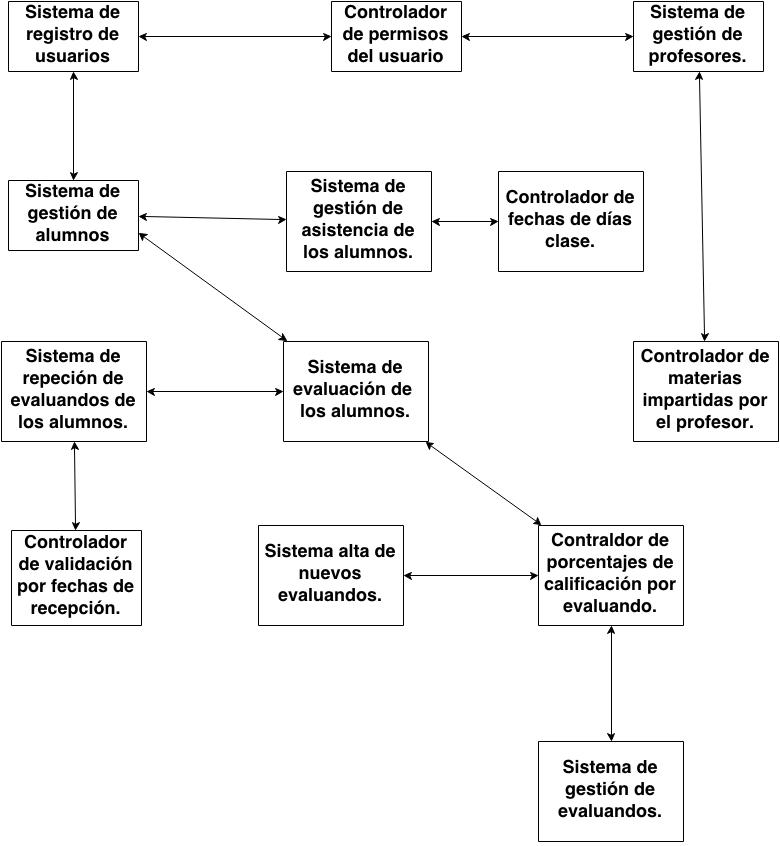 Sistema de
registro de
usuarios
Controlador
de permisos
del usuario
Sistema de
gestión de
profesores.
Sistema de
gestión de
alumnos
Sistema de
gestión de
asistencia de
los alumnos.
Controlador de
fechas de días
clase.
Sistema de
repeción de
evaluandos de
los alumnos.
Sistema de
evaluación de
los alumnos.
Controlador de
materias
impartidas por
el profesor.
Controlador
de validación
por fechas de
recepción.
Sistema alta de
nuevos
evaluandos.
Contraldor de
porcentajes de
calificación por
evaluando.
Sistema de
gestión de
evaluandos.